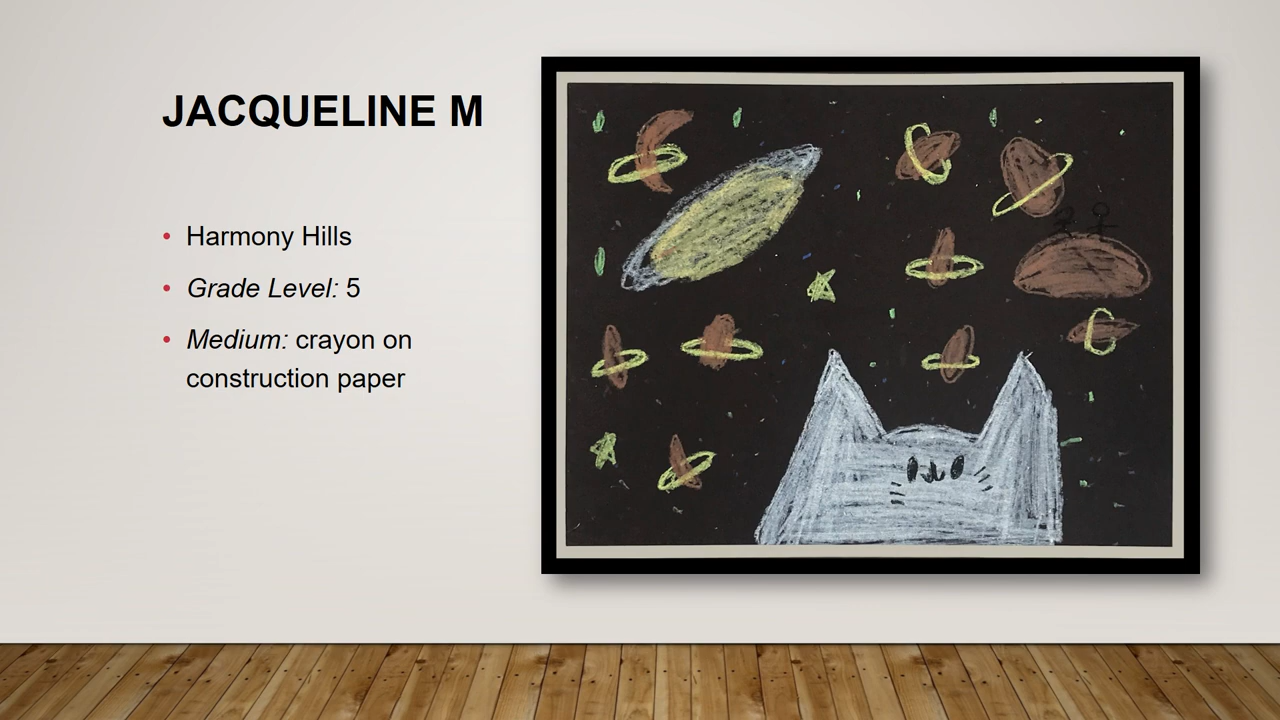 JACQUELINE M
• Harmony Hills
• Grade Level: 5
• Medium: crayon on
construction paper